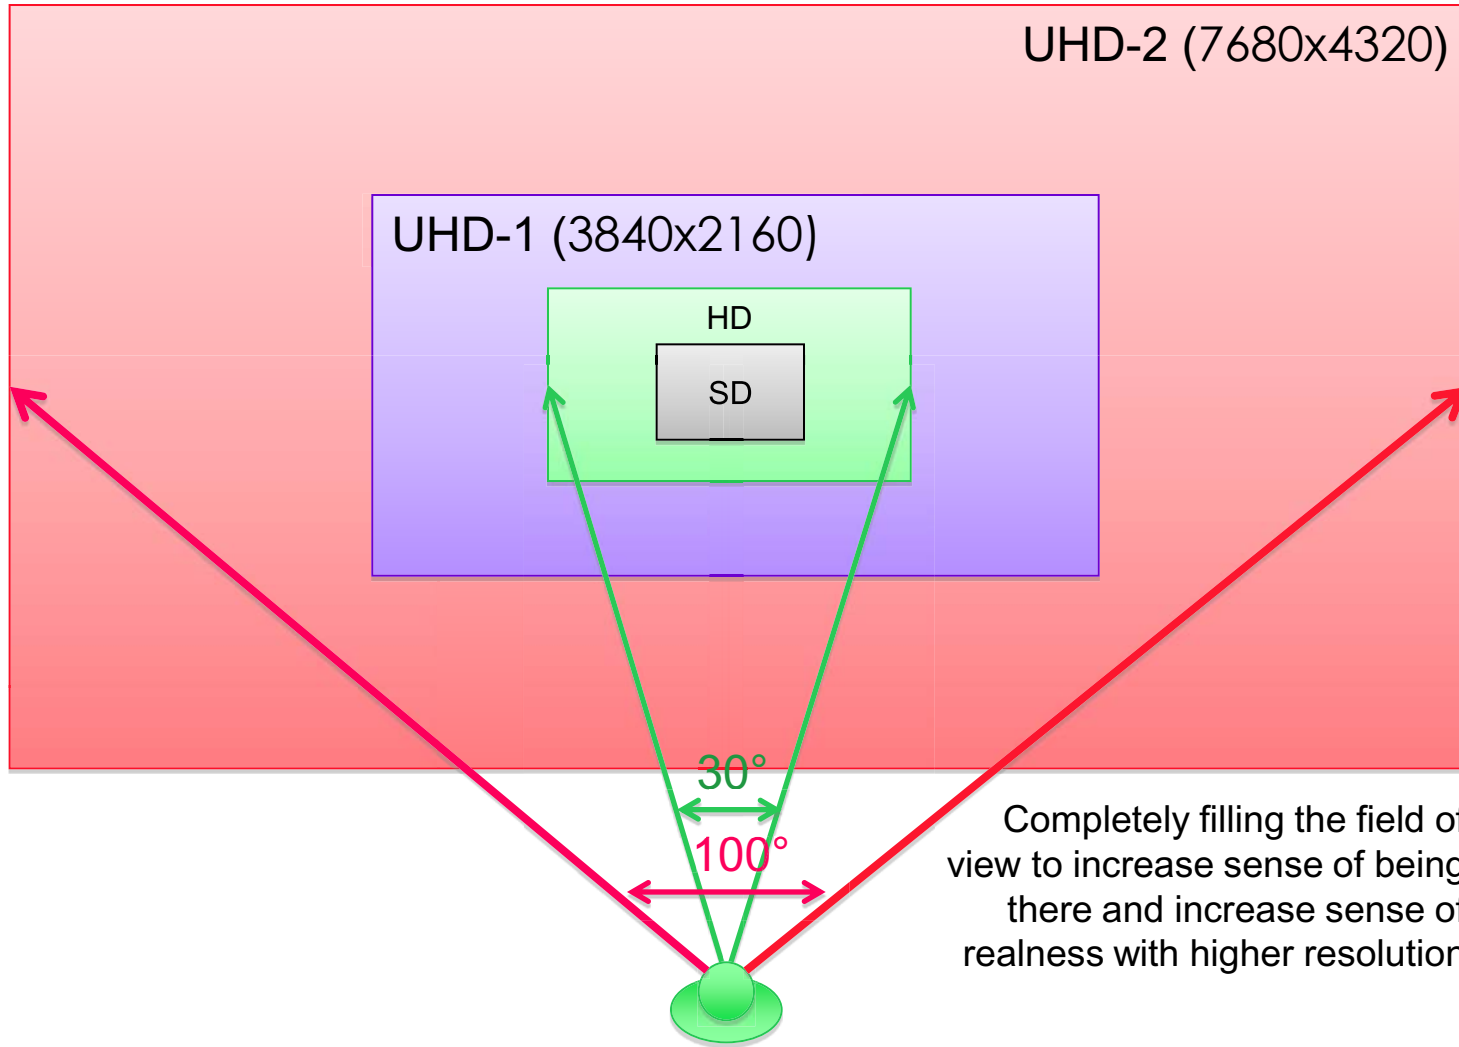 UHD-2 (7680x4320)
UHD-1 (3840x2160)
HD
SD
30°
100°
Completely filling the field of
view to increase sense of being
there and increase sense of
realness with higher resolution